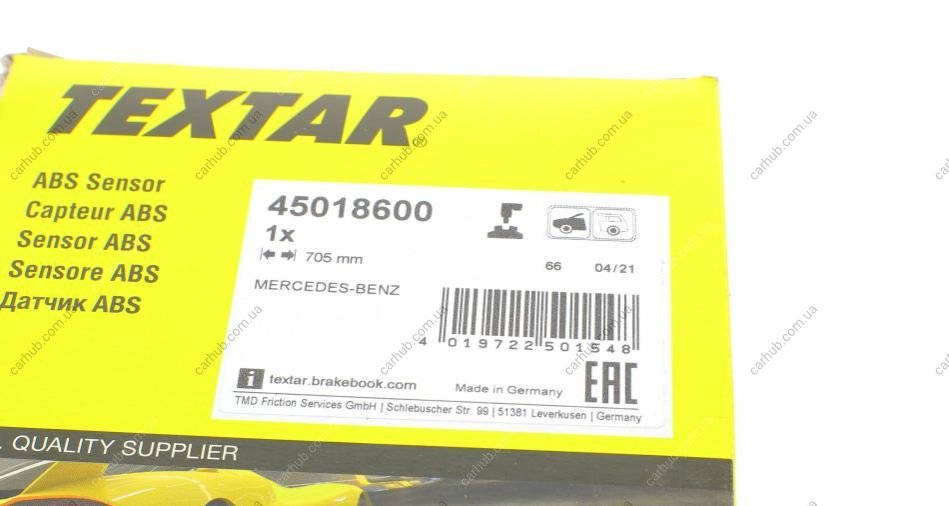 TEXTAR®
ABS Sensor
Capteur ABS
Sensor ABS
Sensore ABS
Датчик ABS
45018600
1x
705 mm
66 04/21
MERCEDES-BENZ
4 019722 501548
i textar.brakebook.com
Made in Germany
EAC
TMD Friction Services GmbH | Schlebuscher Str. 99 | 51381 Leverkusen | Germany
QUALITY SUPPLIER
carhub.com.ua